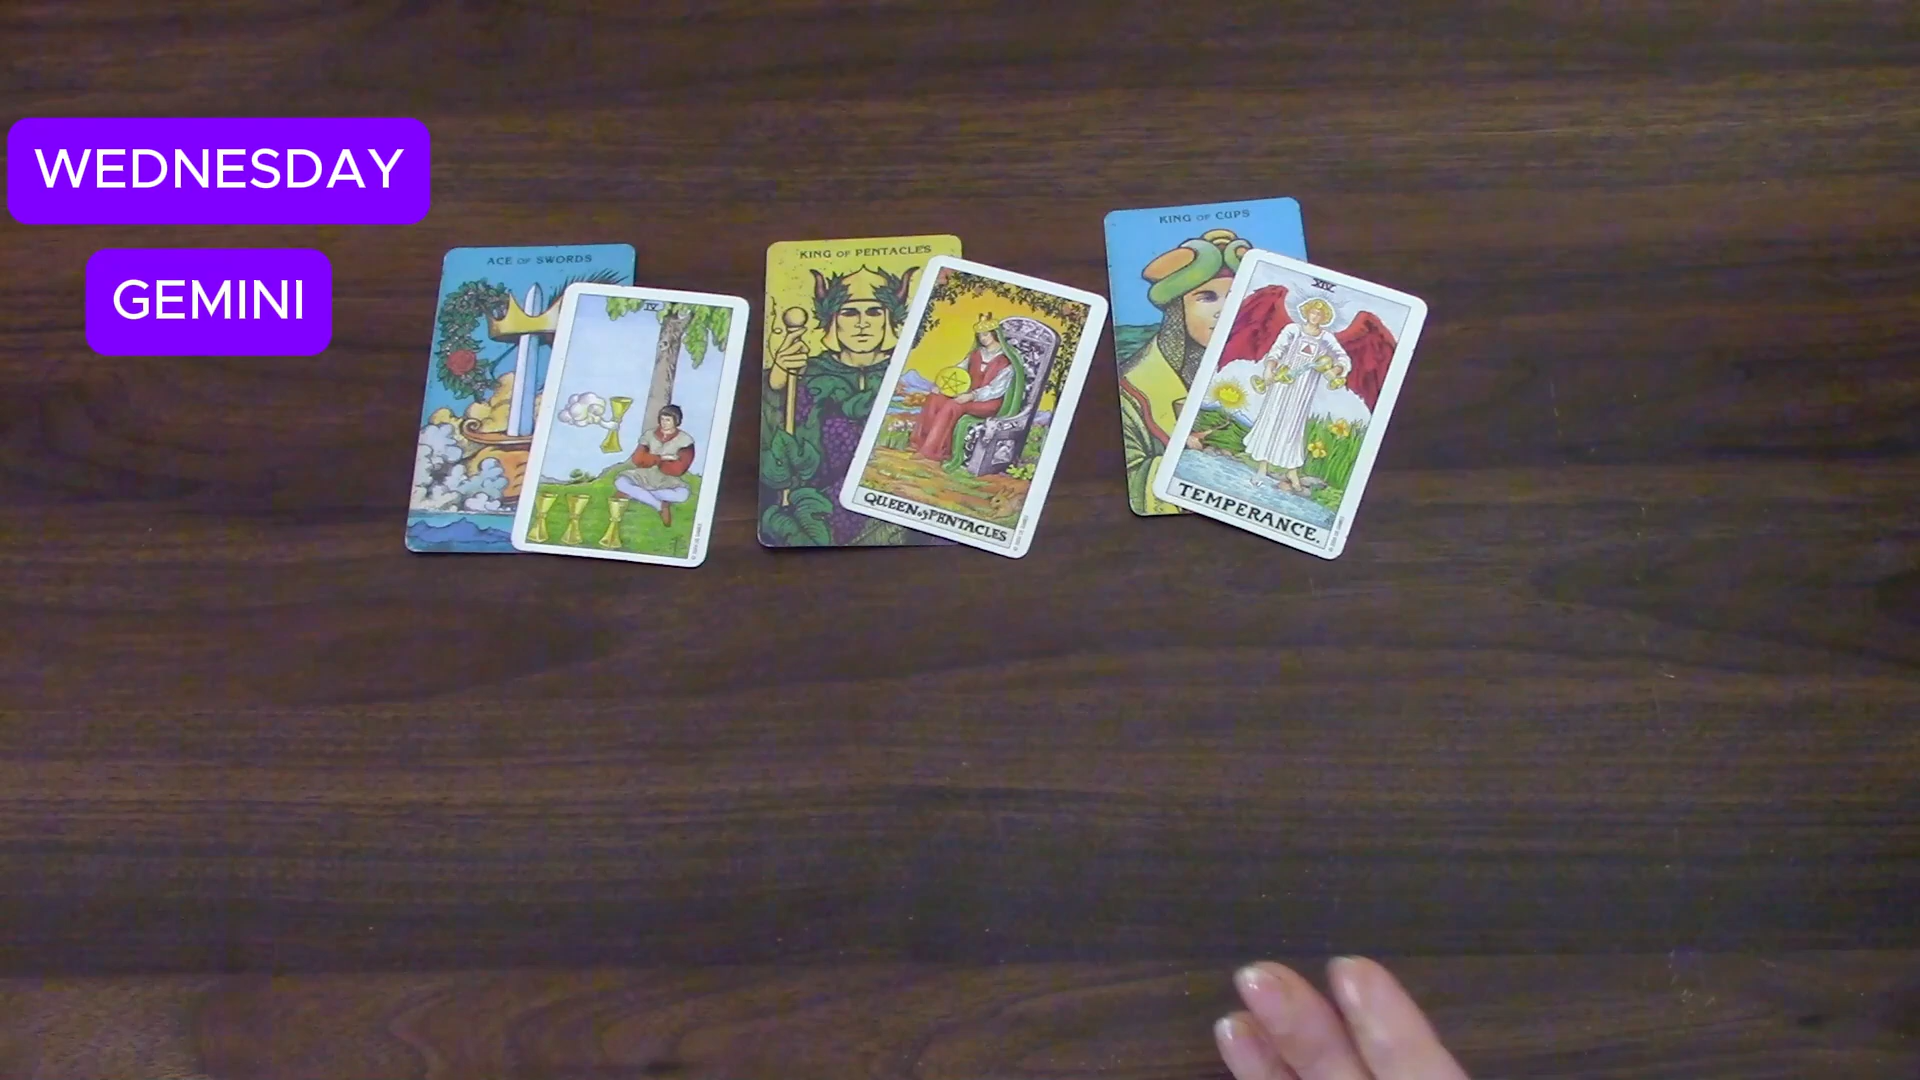 WEDNESDAY
GEMINI
ACE OF SWORDS
IV
KING OF PENTACLES
QUEEN of PENTACLES
KING OF CUPS
XIV
TEMPERANCE.